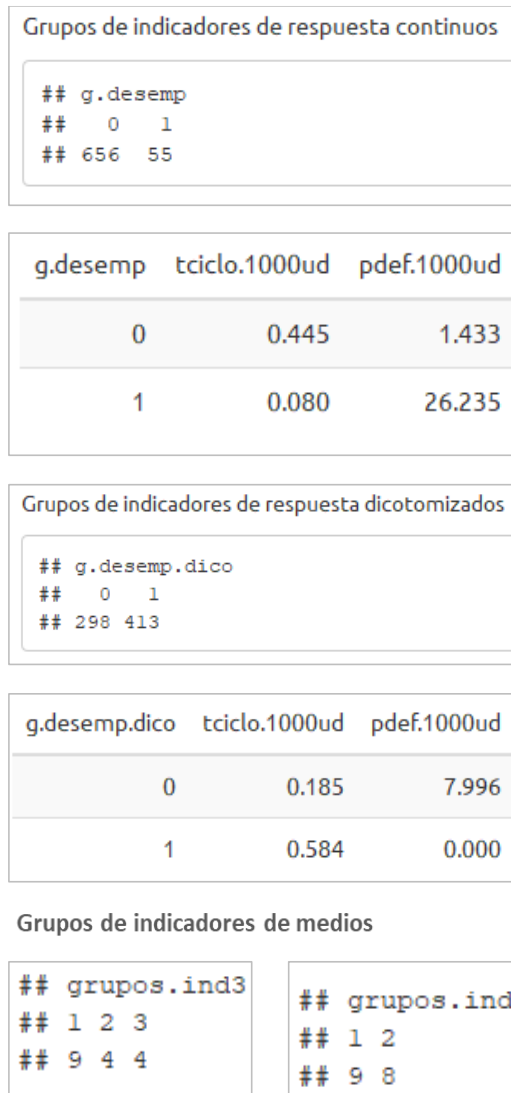 Grupos de indicadores de respuesta continuos
## g.desemp
## 0 1
## 656 55
g.desemp tciclo.1000ud pdef.1000ud
0 0.445 1.433
1 0.080 26.235
Grupos de indicadores de respuesta dicotomizados
## g.desemp.dico
## 0 1
## 298 413
g.desemp.dico tciclo.1000ud pdef.1000ud
0 0.185 7.996
1 0.584 0.000
Grupos de indicadores de medios
## grupos.ind3
## 1 2 3
## 9 4 4
## grupos.ind
## 1 2
## 9 8